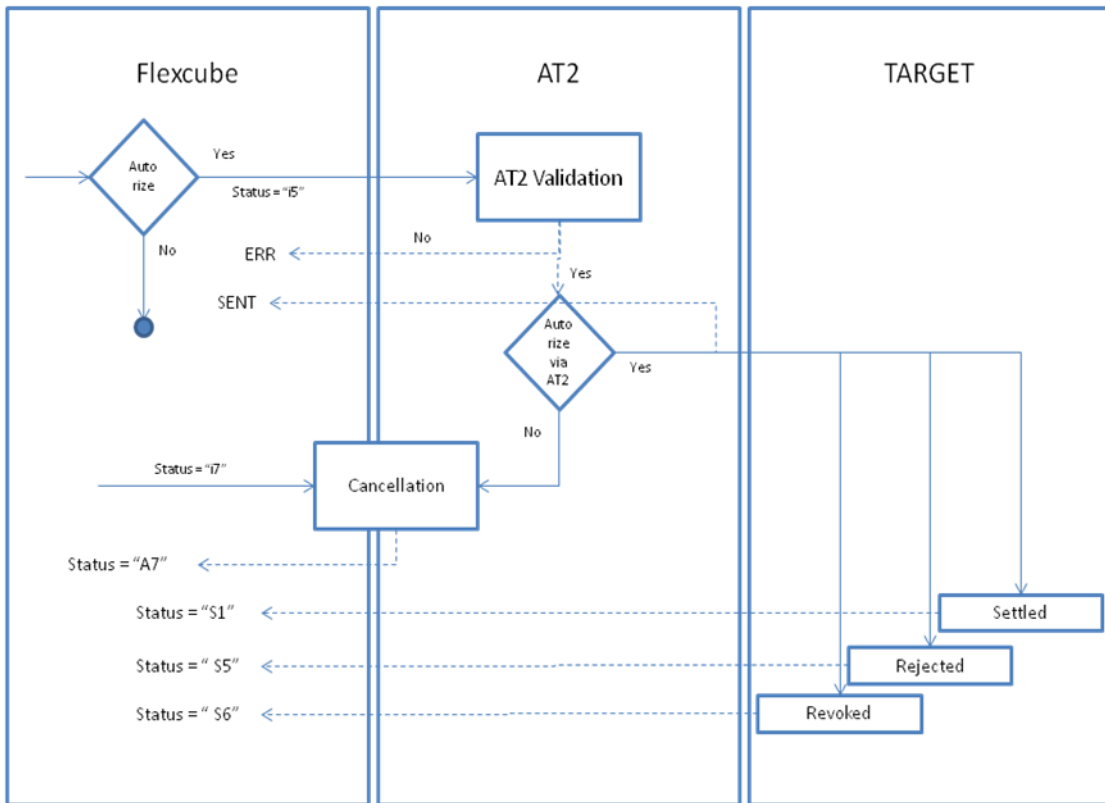 Flexcube
AT2
TARGET
Auto
rize
Yes
Status = "i5"
AT2 Validation
No
No
ERR
Yes
SENT
Auto
rize
via
AT2
Yes
No
Status = "i7"
Cancellation
Status = "A7"
Status = "S1"
Settled
Status = " S5"
Rejected
Status = " S6"
Revoked